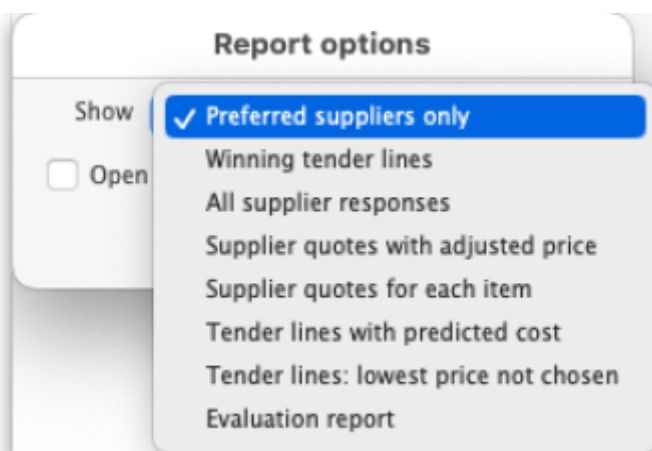 Report options
Show
✓ Preferred suppliers only
Winning tender lines
Open
All supplier responses
Supplier quotes with adjusted price
Supplier quotes for each item
Tender lines with predicted cost
Tender lines: lowest price not chosen
Evaluation report